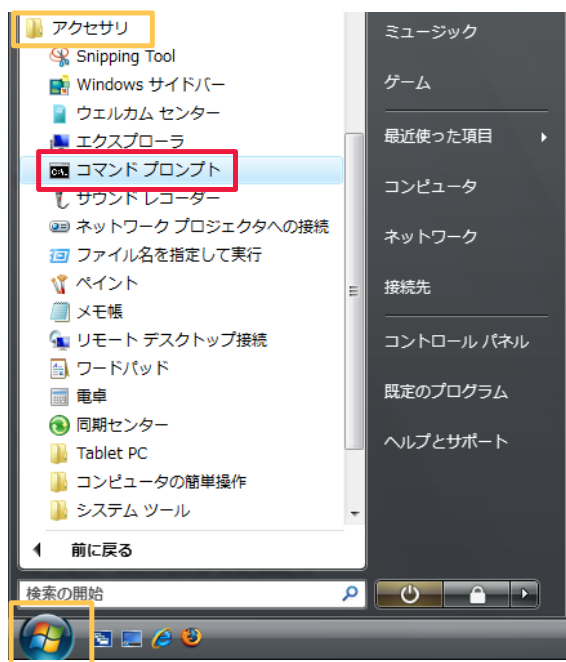 アクセサリ
Snipping Tool
Windows サイドバー
ウェルカム センター
エクスプローラ
コマンド プロンプト
サウンド レコーダー
ネットワーク プロジェクタへの接続
ファイル名を指定して実行
ペイント
メモ帳
リモート デスクトップ接続
ワードパッド
電卓
同期センター
Tablet PC
コンピュータの簡単操作
システム ツール
前に戻る
検索の開始
ミュージック
ゲーム
最近使った項目
コンピュータ
ネットワーク
接続先
コントロール パネル
既定のプログラム
ヘルプとサポート